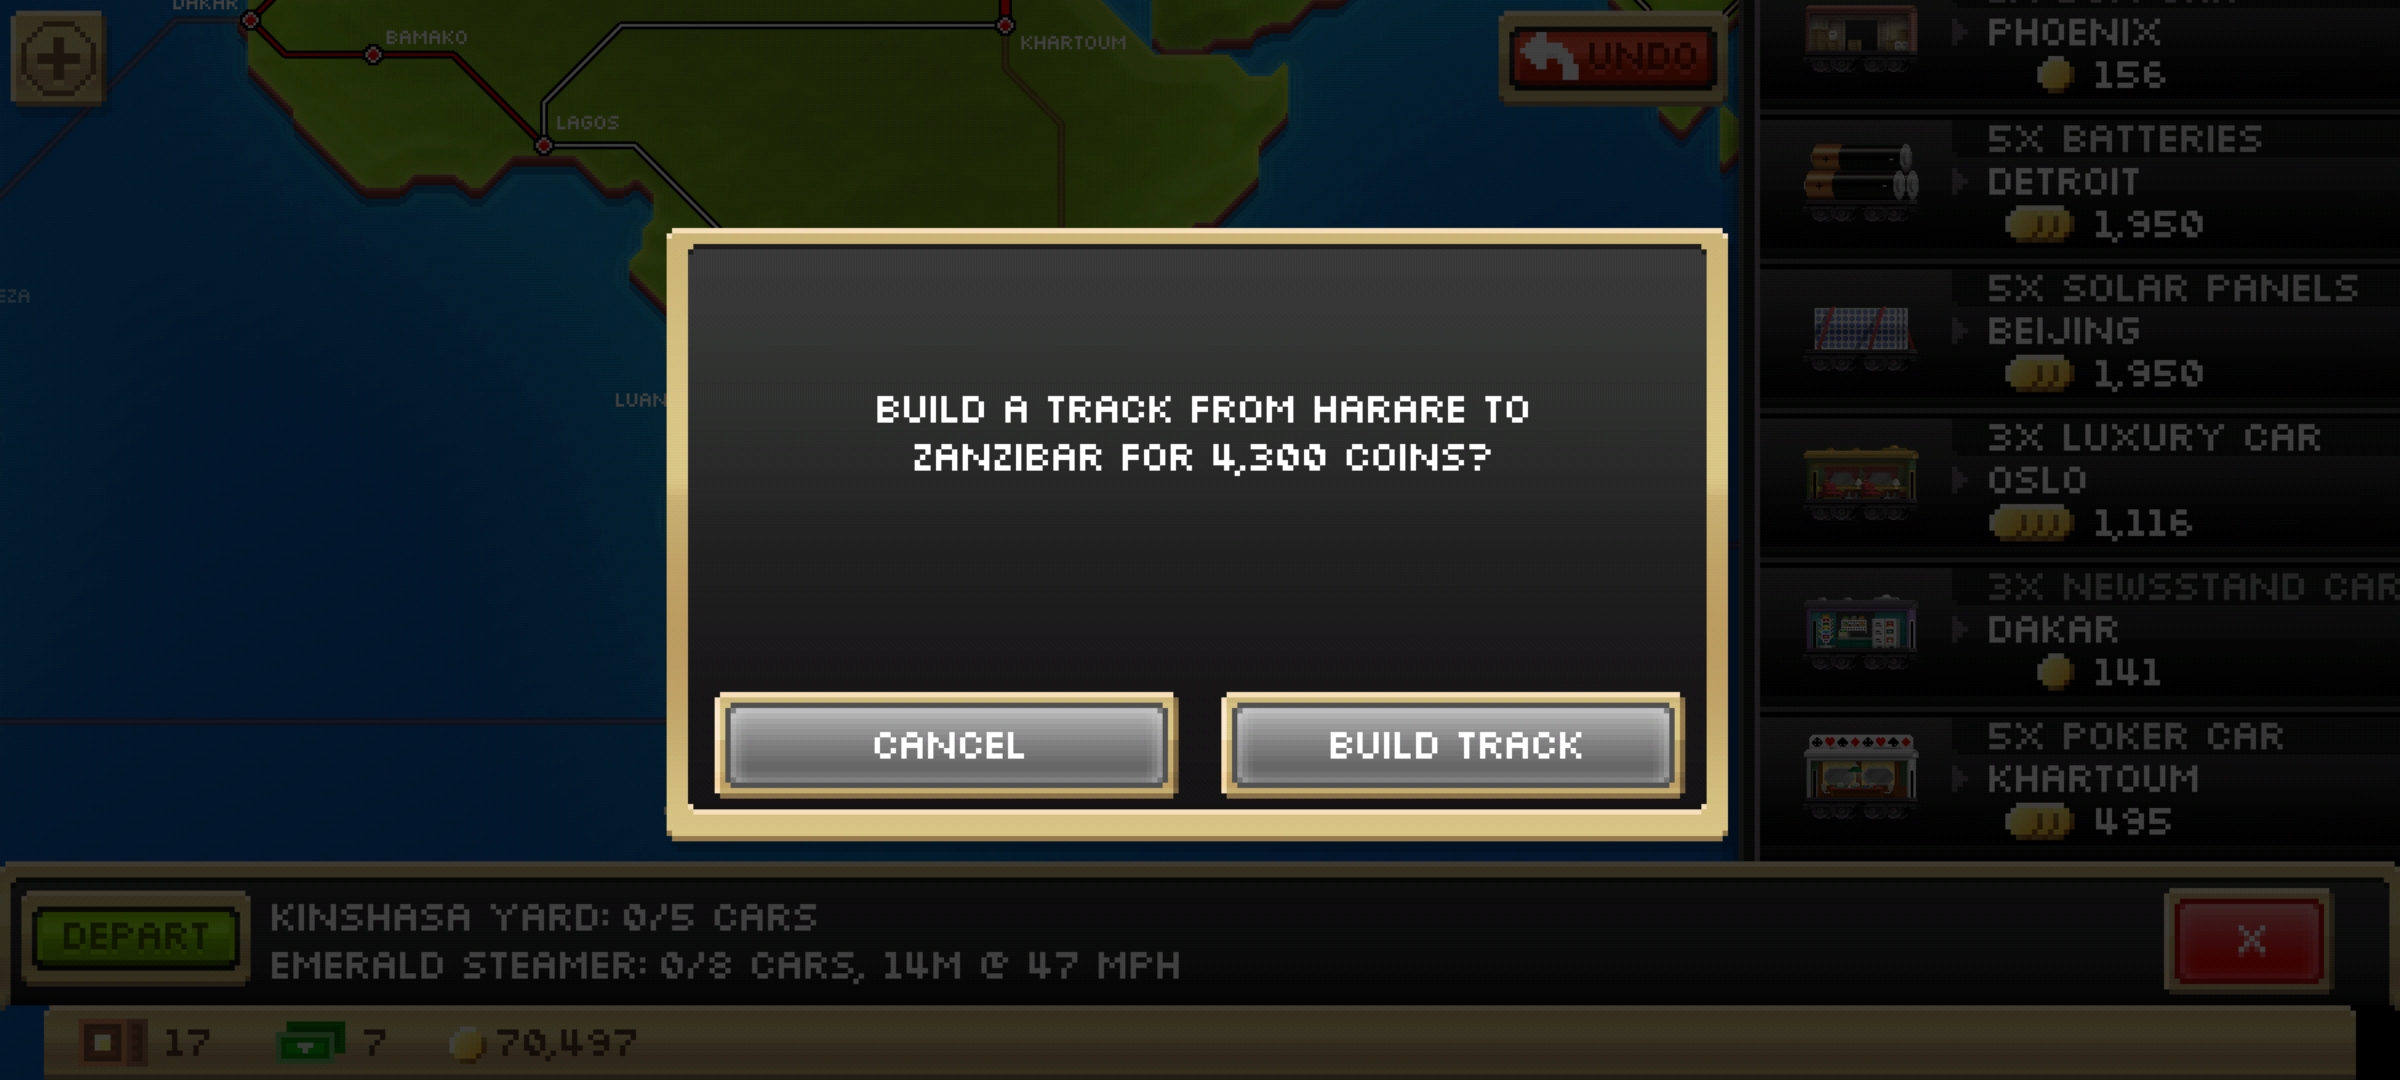 DAKAR
BAMAKO
KHARTOUM
LAGOS
UNDO
PHOENIX
156
5X BATTERIES
DETROIT
1,950
5X SOLAR PANELS
BEIJING
1,950
3X LUXURY CAR
OSLO
1,116
3X NEWSSTAND CAR
DAKAR
141
5X POKER CAR
KHARTOUM
495
EZA
LUAN
BUILD A TRACK FROM HARARE TO
ZANZIBAR FOR 4,300 COINS?
CANCEL
BUILD TRACK
DEPART
KINSHASA YARD: 0/5 CARS
EMERALD STEAMER: 0/8 CARS, 14M @ 47 MPH
X
17
7
70,497